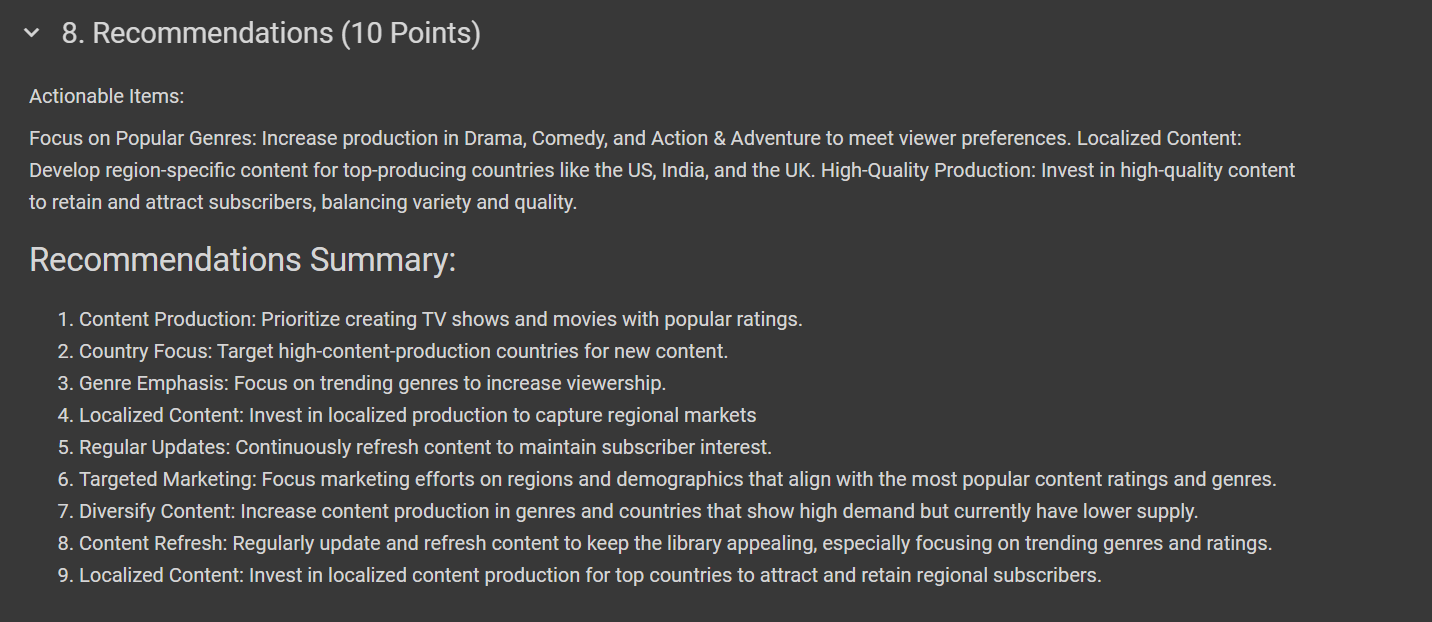 8. Recommendations (10 Points)
Actionable Items:
Focus on Popular Genres: Increase production in Drama, Comedy, and Action & Adventure to meet viewer preferences. Localized Content:
Develop region-specific content for top-producing countries like the US, India, and the UK. High-Quality Production: Invest in high-quality content
to retain and attract subscribers, balancing variety and quality.
Recommendations Summary:
1. Content Production: Prioritize creating TV shows and movies with popular ratings.
2. Country Focus: Target high-content-production countries for new content.
3. Genre Emphasis: Focus on trending genres to increase viewership.
4. Localized Content: Invest in localized production to capture regional markets
5. Regular Updates: Continuously refresh content to maintain subscriber interest.
6. Targeted Marketing: Focus marketing efforts on regions and demographics that align with the most popular content ratings and genres.
7. Diversify Content: Increase content production in genres and countries that show high demand but currently have lower supply.
8. Content Refresh: Regularly update and refresh content to keep the library appealing, especially focusing on trending genres and ratings.
9. Localized Content: Invest in localized content production for top countries to attract and retain regional subscribers.